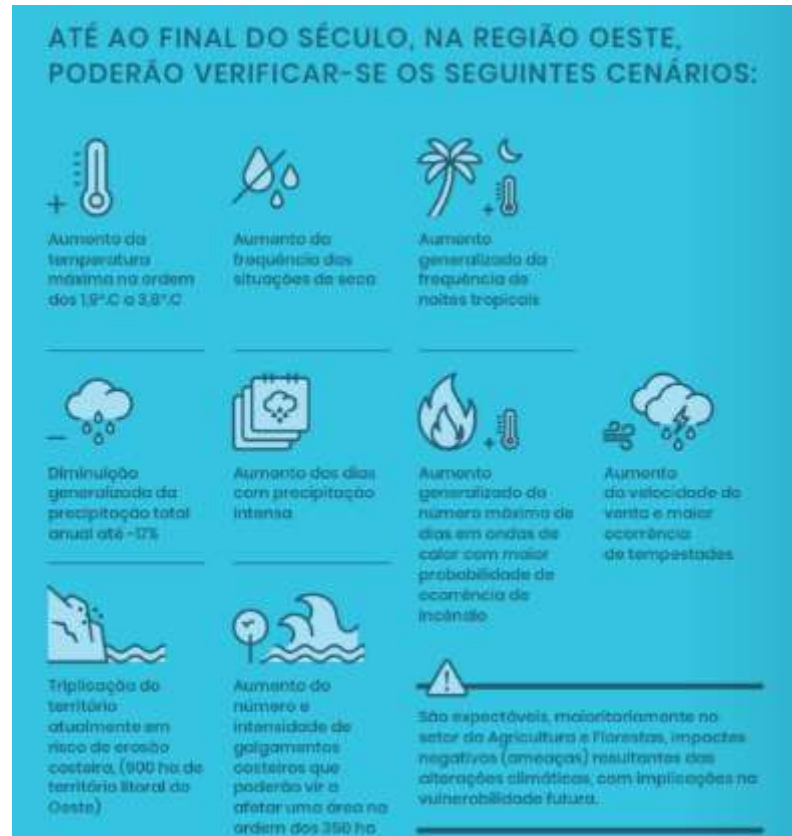 ATÉ AO FINAL DO SÉCULO, NA REGIÃO OESTE,
PODERÃO VERIFICAR-SE OS SEGUINTES CENÁRIOS:
Aumento da
temperatura
máxima na ordem
dos 1,9º.C a 3,8º.C
Aumento da
frequência das
situações de seca
Aumento
generalizado da
frequência de
noites tropicais
Diminuição
generalizada da
precipitação total
anual até -17%
Aumento dos dias
com precipitação
intensa
Aumento
generalizado do
número máximo de
dias em ondas de
calor com maior
probabilidade de
ocorrência de
incêndio
Aumento
da velocidade do
vento e maior
ocorrência
de tempestades
Triplicação do
território
atualmente em
risco de erosão
costeira, (900 ha de
território litoral do
Oeste)
Aumento do
número e
intensidade de
galgamentos
costeiros que
poderão vir a
afetar uma área na
ordem dos 350 ha
São expectáveis, maioritariamente no
setor da Agricultura e Florestas, impactes
negativos (ameaças) resultantes das
alterações climáticas, com implicações na
vulnerabilidade futura.